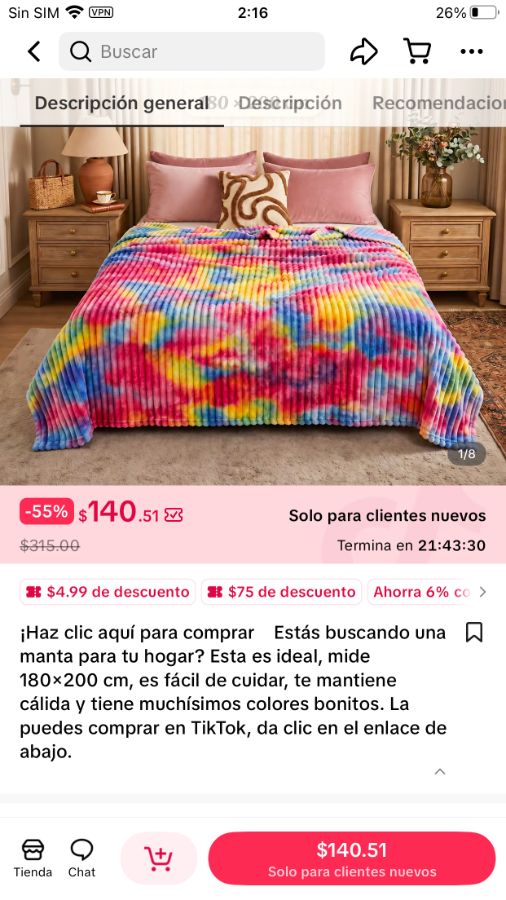 Sin SIM VPN 2:16 26%
Buscar
Descripción general Descripción Recomendacion
1/8
-55% $140.51 Solo para clientes nuevos
$315.00 Termina en 21:43:30
$4.99 de descuento $75 de descuento Ahorra 6% co
¡Haz clic aquí para comprar Estás buscando una
manta para tu hogar? Esta es ideal, mide
180×200 cm, es fácil de cuidar, te mantiene
cálida y tiene muchísimos colores bonitos. La
puedes comprar en TikTok, da clic en el enlace de
abajo.
$140.51
Tienda Chat Solo para clientes nuevos